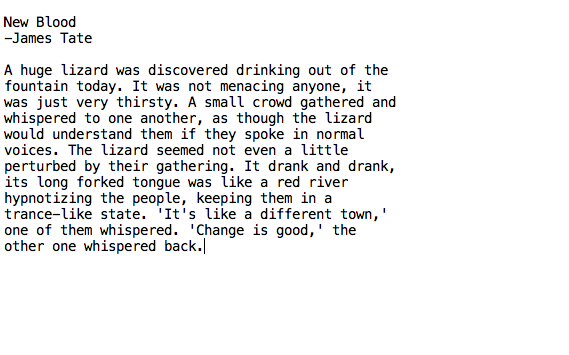 New Blood
—James Tate
A huge lizard was discovered drinking out of the
fountain today. It was not menacing anyone, it
was just very thirsty. A small crowd gathered and
whispered to one another, as though the lizard
would understand them if they spoke in normal
voices. The lizard seemed not even a little
perturbed by their gathering. It drank and drank,
its long forked tongue was like a red river
hypnotizing the people, keeping them in a
trance—like state. 'It's like a different town,'
one of them whispered. 'Change is good,' the
other one whispered back.